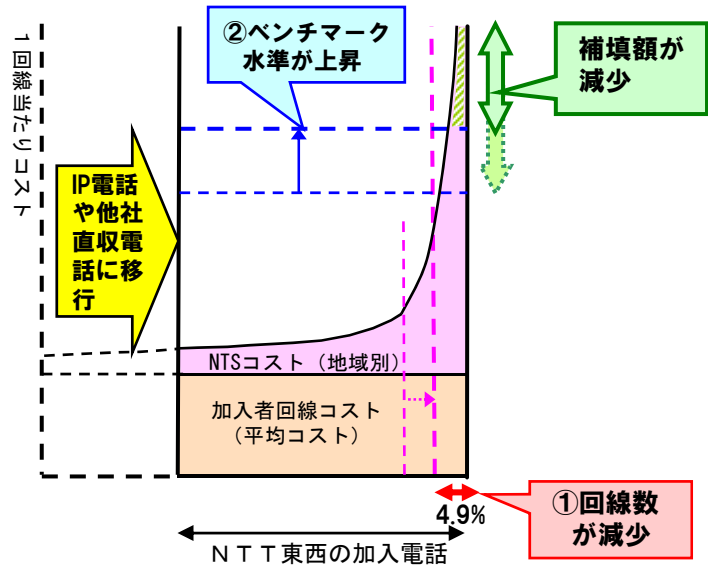 1回線当たりコスト
②ベンチマーク
水準が上昇
補填額が
減少
IP電話
や他社
直収電
話に移
行
NTSコスト（地域別）
加入者回線コスト
（平均コスト）
4.9%
①回線数
が減少
ＮＴＴ東西の加入電話